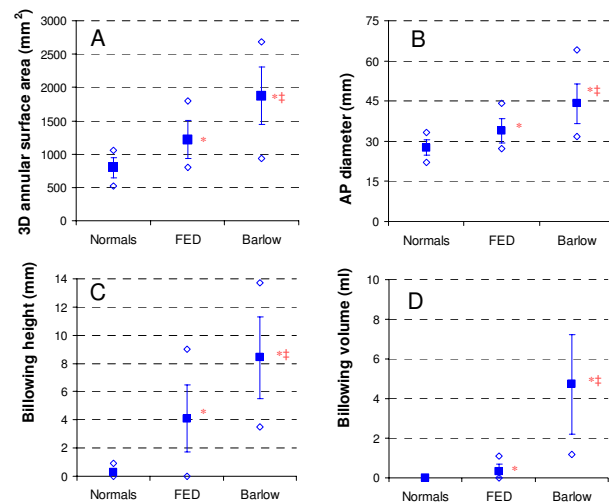 A
3D annular surface area (mm²)
3000
2500
2000
1500
1000
500
0
*‡
*
Normals FED Barlow
B
AP diameter (mm)
75
60
45
30
15
0
*‡
*
Normals FED Barlow
C
Billowing height (mm)
14
12
10
8
6
4
2
0
*‡
*
Normals FED Barlow
D
Billowing volume (ml)
10
8
6
4
2
0
*‡
*
Normals FED Barlow